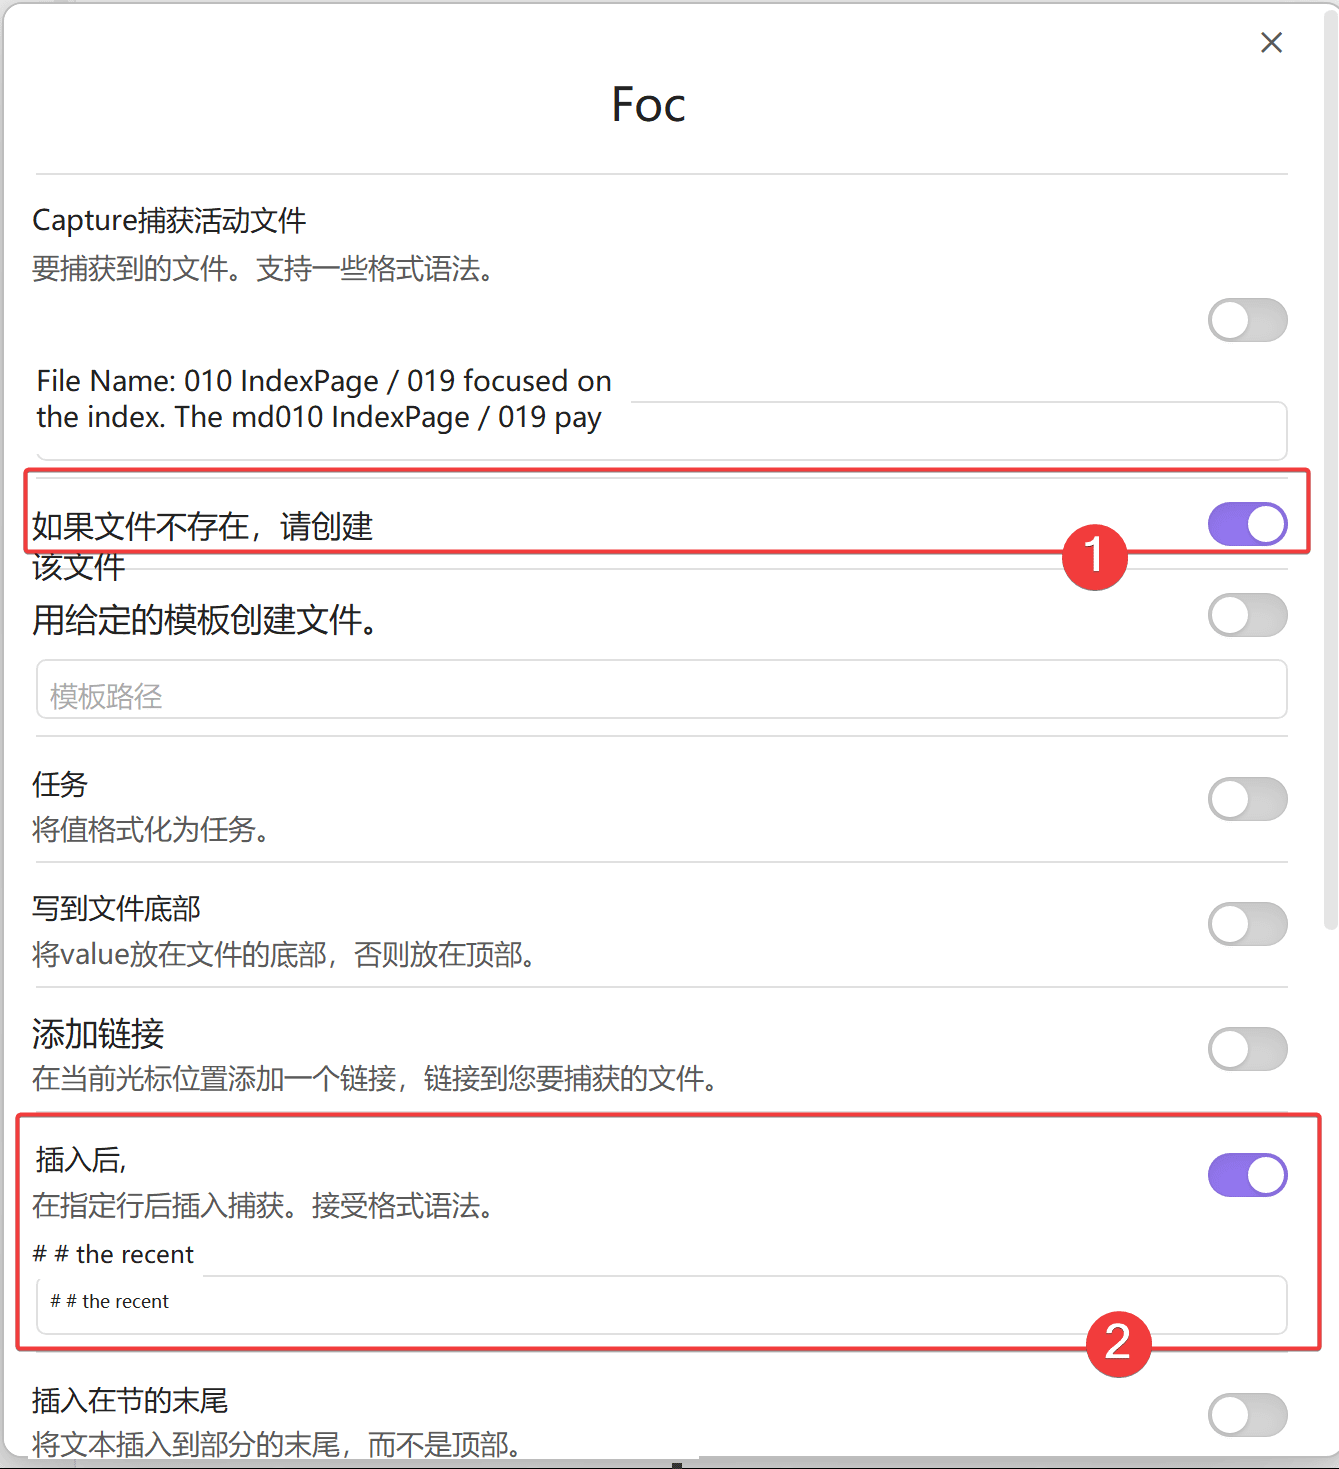 Foc
Capture捕获活动文件
要捕获到的文件。支持一些格式语法。
File Name: 010 IndexPage / 019 focused on
the index. The md010 IndexPage / 019 pay
如果文件不存在，请创建
1
该文件
用给定的模板创建文件。
模板路径
任务
将值格式化为任务。
写到文件底部
将value放在文件的底部，否则放在顶部。
添加链接
在当前光标位置添加一个链接，链接到您要捕获的文件。
插入后,
在指定行后插入捕获。接受格式语法。
# # the recent
# # the recent
2
插入在节的末尾
将文本插入到部分的末尾，而不是顶部。